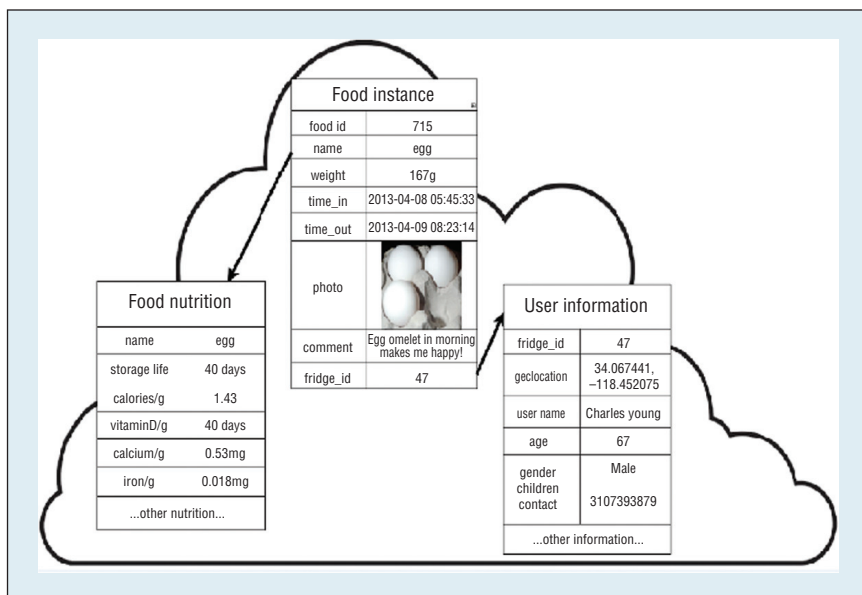 Food instance
food id 715
name egg
weight 167g
time_in 2013-04-08 05:45:33
time_out 2013-04-09 08:23:14
photo
comment Egg omelet in morning
makes me happy!
fridge_id 47
Food nutrition
name egg
storage life 40 days
calories/g 1.43
vitaminD/g 40 days
calcium/g 0.53mg
iron/g 0.018mg
...other nutrition...
User information
fridge_id 47
geclocation 34.067441,
–118.452075
user name Charles young
age 67
gender Male
children
contact 3107393879
...other information...